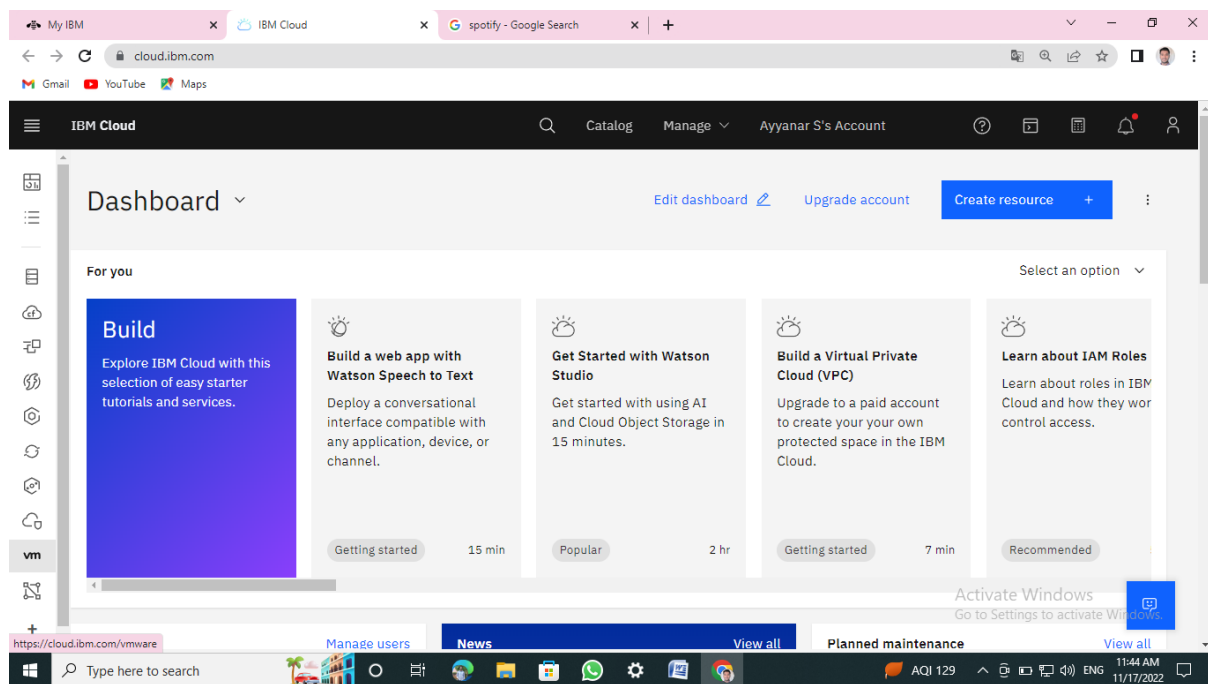 My IBM
IBM Cloud
spotify - Google Search
cloud.ibm.com
Gmail
YouTube
Maps
IBM Cloud
Catalog
Manage
Ayyanar S's Account
Dashboard
Edit dashboard
Upgrade account
Create resource +
For you
Select an option
Build
Explore IBM Cloud with this
selection of easy starter
tutorials and services.
Build a web app with
Watson Speech to Text
Deploy a conversational
interface compatible with
any application, device, or
channel.
Getting started
15 min
Get Started with Watson
Studio
Get started with using AI
and Cloud Object Storage in
15 minutes.
Popular
2 hr
Build a Virtual Private
Cloud (VPC)
Upgrade to a paid account
to create your your own
protected space in the IBM
Cloud.
Getting started
7 min
Learn about IAM Roles
Learn about roles in IBM
Cloud and how they wor
control access.
Recommended
cf
vm
Activate Windows
Go to Settings to activate Windows.
https://cloud.ibm.com/vmware
Manage users
News
View all
Planned maintenance
View all
Type here to search
AQI 129
ENG
11:44 AM
11/17/2022